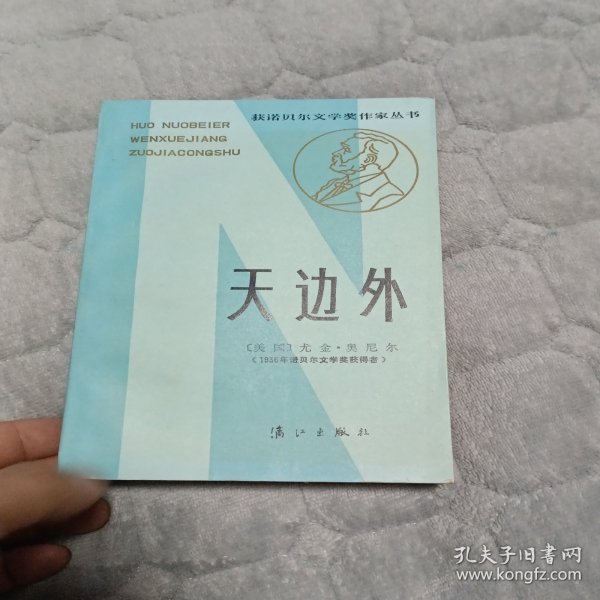 获诺贝尔文学奖作家丛书
HUO NUOBEIER
WENXUEJIANG
ZUOJIACONGSHU
天边外
〔美国〕尤金·奥尼尔
（1936年诺贝尔文学奖获得者）
漓江出版社
孔夫子旧书网
www.kongfz.com